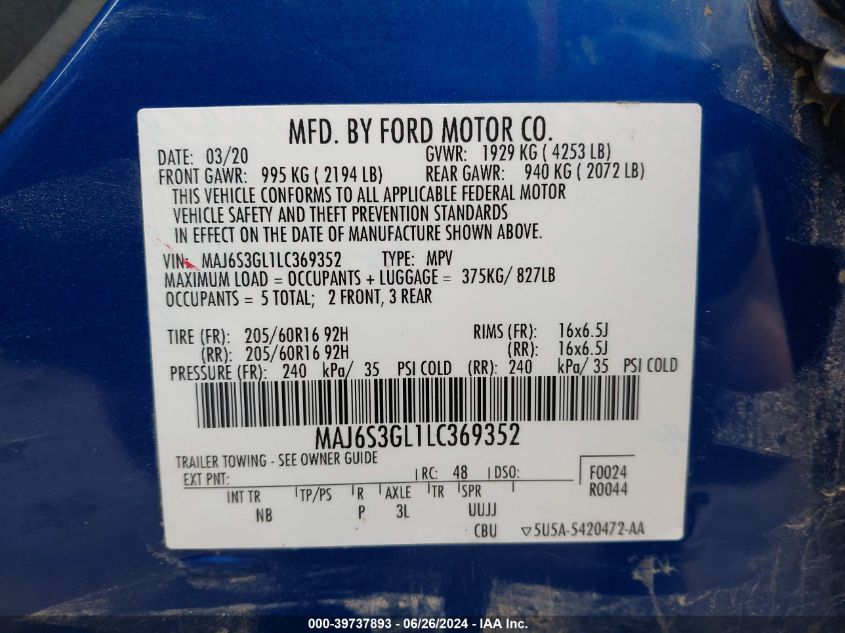 MFD. BY FORD MOTOR CO.
DATE: 03/20 GVWR: 1929 KG ( 4253 LB)
FRONT GAWR: 995 KG ( 2194 LB) REAR GAWR: 940 KG ( 2072 LB)
THIS VEHICLE CONFORMS TO ALL APPLICABLE FEDERAL MOTOR
VEHICLE SAFETY AND THEFT PREVENTION STANDARDS
IN EFFECT ON THE DATE OF MANUFACTURE SHOWN ABOVE.
VIN: MAJ6S3GL1LC369352 TYPE: MPV
MAXIMUM LOAD = OCCUPANTS + LUGGAGE = 375KG/ 827LB
OCCUPANTS = 5 TOTAL; 2 FRONT, 3 REAR
TIRE (FR): 205/60R16 92H RIMS (FR): 16x6.5J
(RR): 205/60R16 92H (RR): 16x6.5J
PRESSURE (FR): 240 kPa/ 35 PSI COLD (RR): 240 kPa/ 35 PSI COLD
MAJ6S3GL1LC369352
TRAILER TOWING - SEE OWNER GUIDE
EXT PNT: RC: 48 DSO: F0024
INT TR TP/PS R AXLE TR SPR R0044
NB P 3L UUJJ
CBU ▽5U5A-5420472-AA
000-39737893 / 06/26/2024 / IAA Inc.